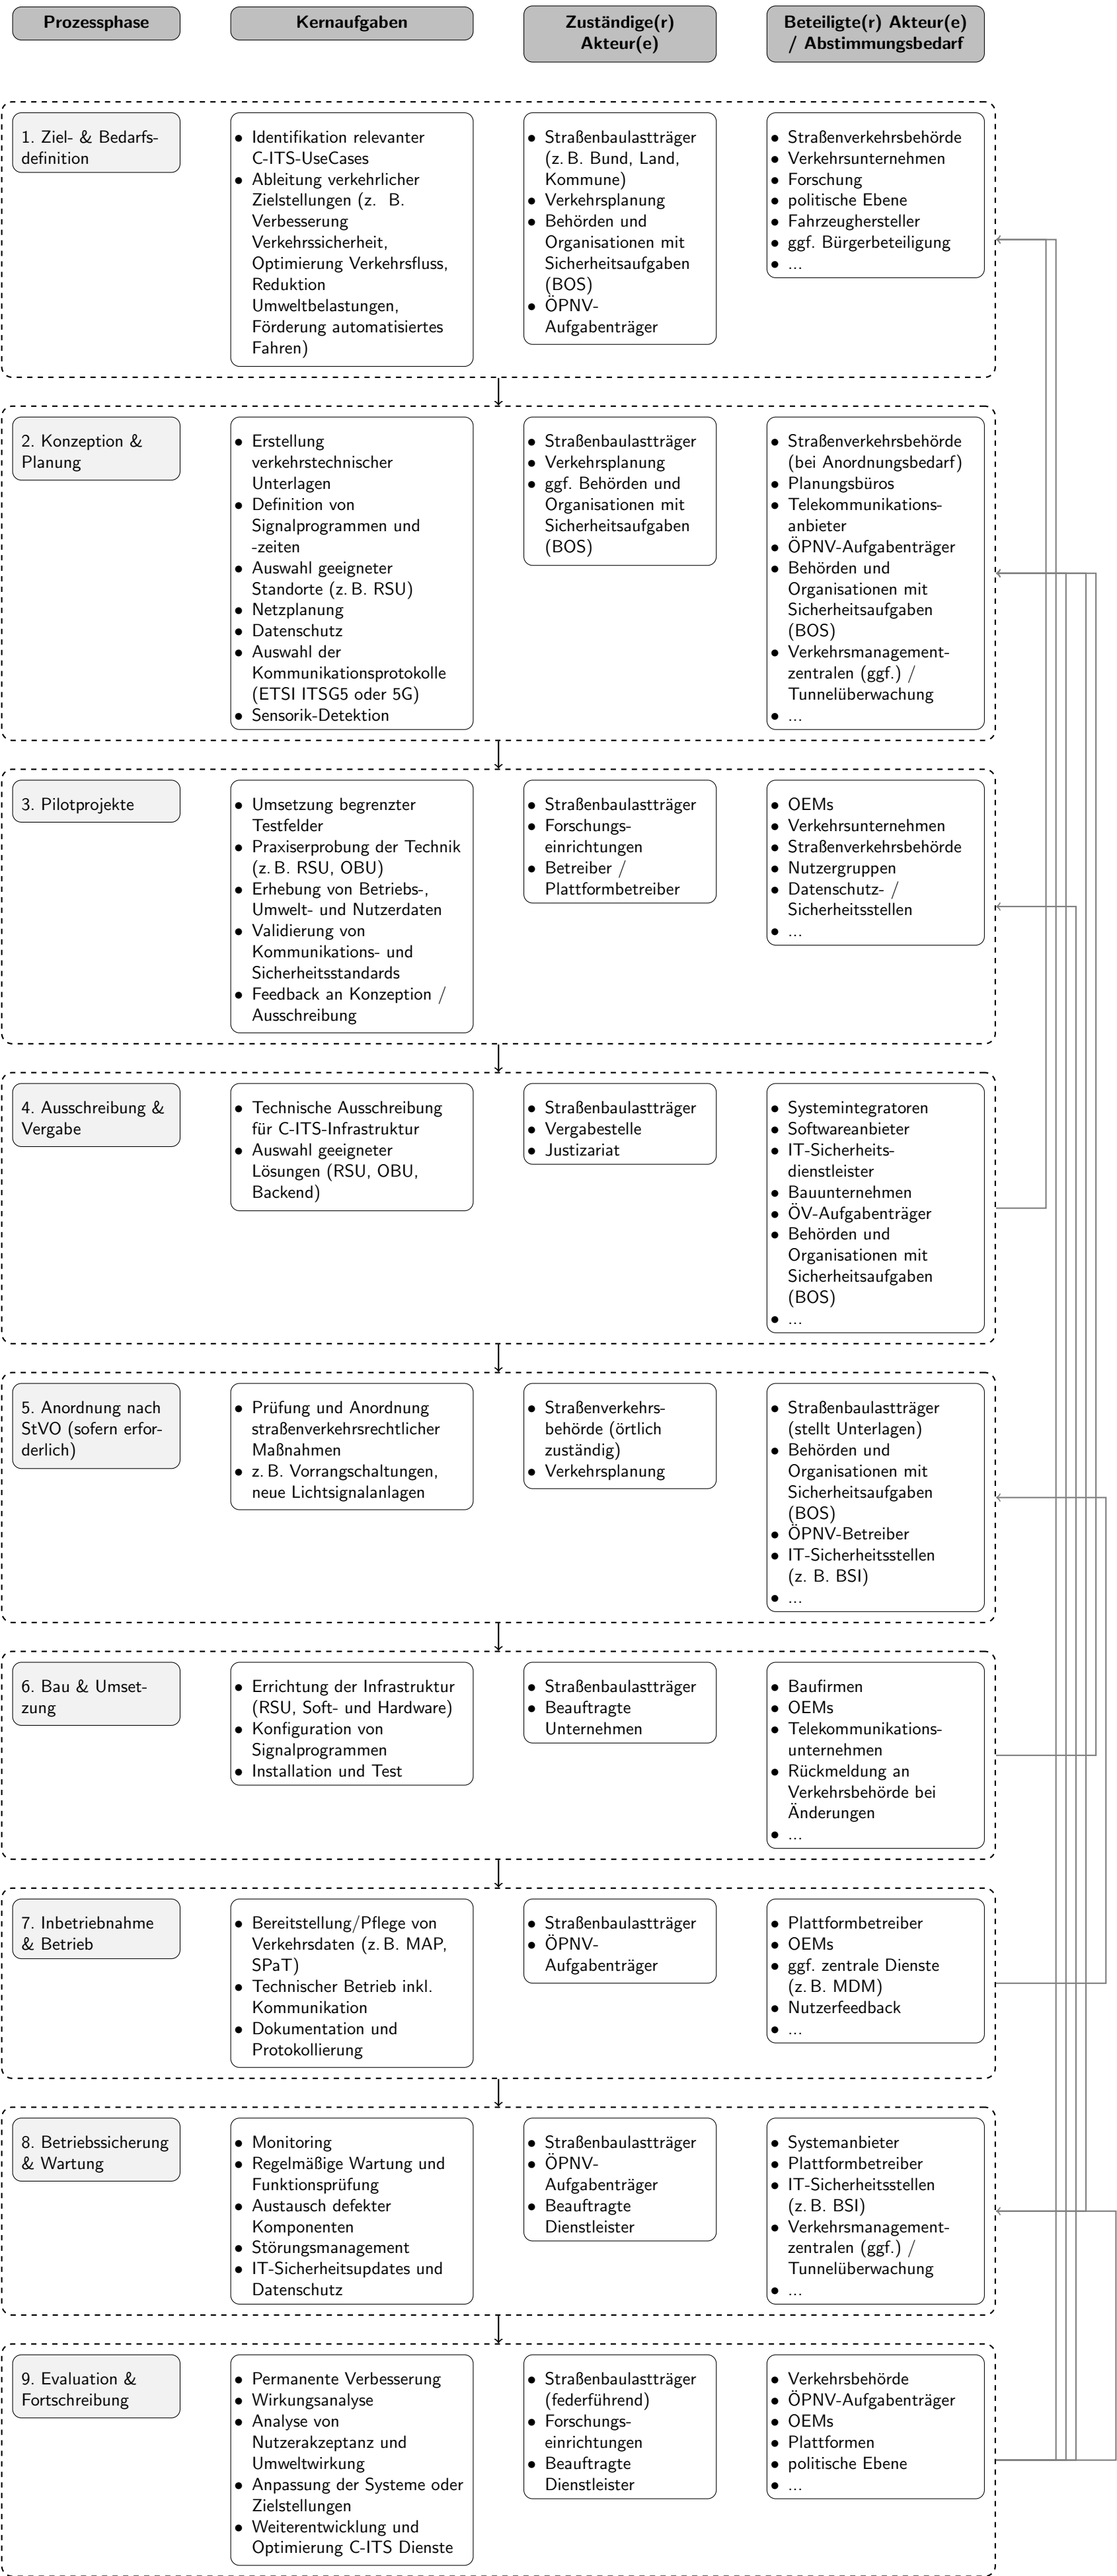 Prozessphase
Kernaufgaben
Zuständige(r)
Akteur(e)
Beteiligte(r) Akteur(e)
/ Abstimmungsbedarf
1. Ziel- & Bedarfs-
definition
● Identifikation relevanter
C-ITS-UseCases
● Ableitung verkehrlicher
Zielstellungen (z. B.
Verbesserung
Verkehrssicherheit,
Optimierung Verkehrsfluss,
Reduktion
Umweltbelastungen,
Förderung automatisiertes
Fahren)
● Straßenbaulastträger
(z. B. Bund, Land,
Kommune)
● Verkehrsplanung
● Behörden und
Organisationen mit
Sicherheitsaufgaben
(BOS)
● ÖPNV-
Aufgabenträger
● Straßenverkehrsbehörde
● Verkehrsunternehmen
● Forschung
● politische Ebene
● Fahrzeughersteller
● ggf. Bürgerbeteiligung
● ...
2. Konzeption &
Planung
● Erstellung
verkehrstechnischer
Unterlagen
● Definition von
Signalprogrammen und
-zeiten
● Auswahl geeigneter
Standorte (z. B. RSU)
● Netzplanung
● Datenschutz
● Auswahl der
Kommunikationsprotokolle
(ETSI ITSG5 oder 5G)
● Sensorik-Detektion
● Straßenbaulastträger
● Verkehrsplanung
● ggf. Behörden und
Organisationen mit
Sicherheitsaufgaben
(BOS)
● Straßenverkehrsbehörde
(bei Anordnungsbedarf)
● Planungsbüros
● Telekommunikations-
anbieter
● ÖPNV-Aufgabenträger
● Behörden und
Organisationen mit
Sicherheitsaufgaben
(BOS)
● Verkehrsmanagement-
zentralen (ggf.) /
Tunnelüberwachung
● ...
3. Pilotprojekte
● Umsetzung begrenzter
Testfelder
● Praxiserprobung der Technik
(z. B. RSU, OBU)
● Erhebung von Betriebs-,
Umwelt- und Nutzerdaten
● Validierung von
Kommunikations- und
Sicherheitsstandards
● Feedback an Konzeption /
Ausschreibung
● Straßenbaulastträger
● Forschungs-
einrichtungen
● Betreiber /
Plattformbetreiber
● OEMs
● Verkehrsunternehmen
● Straßenverkehrsbehörde
● Nutzergruppen
● Datenschutz- /
Sicherheitsstellen
● ...
4. Ausschreibung &
Vergabe
● Technische Ausschreibung
für C-ITS-Infrastruktur
● Auswahl geeigneter
Lösungen (RSU, OBU,
Backend)
● Straßenbaulastträger
● Vergabestelle
● Justizariat
● Systemintegratoren
● Softwareanbieter
● IT-Sicherheits-
dienstleister
● Bauunternehmen
● ÖV-Aufgabenträger
● Behörden und
Organisationen mit
Sicherheitsaufgaben
(BOS)
● ...
5. Anordnung nach
StVO (sofern erfor-
derlich)
● Prüfung und Anordnung
straßenverkehrsrechtlicher
Maßnahmen
● z. B. Vorrangschaltungen,
neue Lichtsignalanlagen
● Straßenverkehrs-
behörde (örtlich
zuständig)
● Verkehrsplanung
● Straßenbaulastträger
(stellt Unterlagen)
● Behörden und
Organisationen mit
Sicherheitsaufgaben
(BOS)
● ÖPNV-Betreiber
● IT-Sicherheitsstellen
(z. B. BSI)
● ...
6. Bau & Umset-
zung
● Errichtung der Infrastruktur
(RSU, Soft- und Hardware)
● Konfiguration von
Signalprogrammen
● Installation und Test
● Straßenbaulastträger
● Beauftragte
Unternehmen
● Baufirmen
● OEMs
● Telekommunikations-
unternehmen
● Rückmeldung an
Verkehrsbehörde bei
Änderungen
● ...
7. Inbetriebnahme
& Betrieb
● Bereitstellung/Pflege von
Verkehrsdaten (z. B. MAP,
SPaT)
● Technischer Betrieb inkl.
Kommunikation
● Dokumentation und
Protokollierung
● Straßenbaulastträger
● ÖPNV-
Aufgabenträger
● Plattformbetreiber
● OEMs
● ggf. zentrale Dienste
(z. B. MDM)
● Nutzerfeedback
● ...
8. Betriebssicherung
& Wartung
● Monitoring
● Regelmäßige Wartung und
Funktionsprüfung
● Austausch defekter
Komponenten
● Störungsmanagement
● IT-Sicherheitsupdates und
Datenschutz
● Straßenbaulastträger
● ÖPNV-
Aufgabenträger
● Beauftragte
Dienstleister
● Systemanbieter
● Plattformbetreiber
● IT-Sicherheitsstellen
(z. B. BSI)
● Verkehrsmanagement-
zentralen (ggf.) /
Tunnelüberwachung
● ...
9. Evaluation &
Fortschreibung
● Permanente Verbesserung
● Wirkungsanalyse
● Analyse von
Nutzerakzeptanz und
Umweltwirkung
● Anpassung der Systeme oder
Zielstellungen
● Weiterentwicklung und
Optimierung C-ITS Dienste
● Straßenbaulastträger
(federführend)
● Forschungs-
einrichtungen
● Beauftragte
Dienstleister
● Verkehrsbehörde
● ÖPNV-Aufgabenträger
● OEMs
● Plattformen
● politische Ebene
● ...